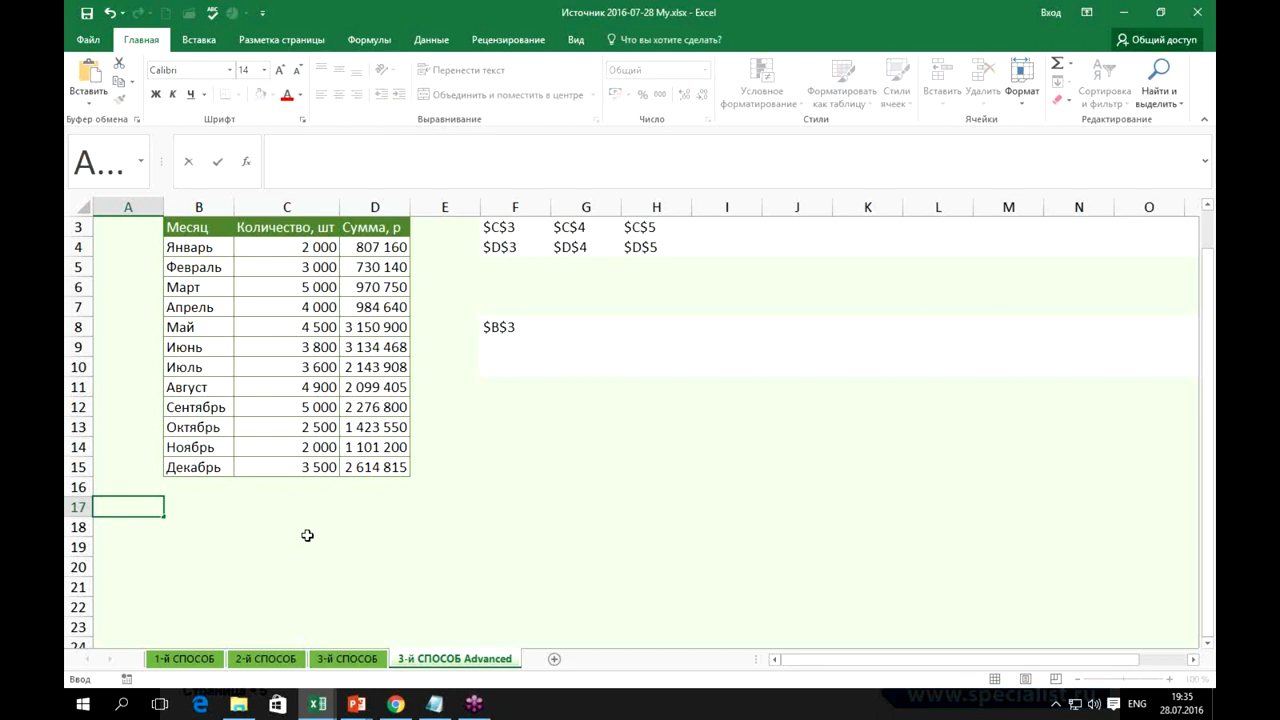 Источник 2016-07-28 My.xlsx - Excel
Вход
Файл Главная Вставка Разметка страницы Формулы Данные Рецензирование Вид Что вы хотите сделать? Общий доступ
Вставить
Calibri 14
Ж К Ч А
Перенести текст
Объединить и поместить в центре
Общий
% 000
Условное форматирование
Форматировать как таблицу
Стили ячеек
Вставить Удалить Формат
Сортировка и фильтр
Найти и выделить
Буфер обмена Шрифт Выравнивание Число Стили Ячейки Редактирование
A... fx
A B C D E F G H I J K L M N O
3 Месяц Количество, шт Сумма, р $C$3 $C$4 $C$5
4 Январь 2 000 807 160 $D$3 $D$4 $D$5
5 Февраль 3 000 730 140
6 Март 5 000 970 750
7 Апрель 4 000 984 640
8 Май 4 500 3 150 900 $B$3
9 Июнь 3 800 3 134 468
10 Июль 3 600 2 143 908
11 Август 4 900 2 099 405
12 Сентябрь 5 000 2 276 800
13 Октябрь 2 500 1 423 550
14 Ноябрь 2 000 1 101 200
15 Декабрь 3 500 2 614 815
16
17
18
19
20
21
22
23
24
1-й СПОСОБ 2-й СПОСОБ 3-й СПОСОБ 3-й СПОСОБ Advanced
Ввод 100 %
www.specialist.ru
ENG 19:35
28.07.2016